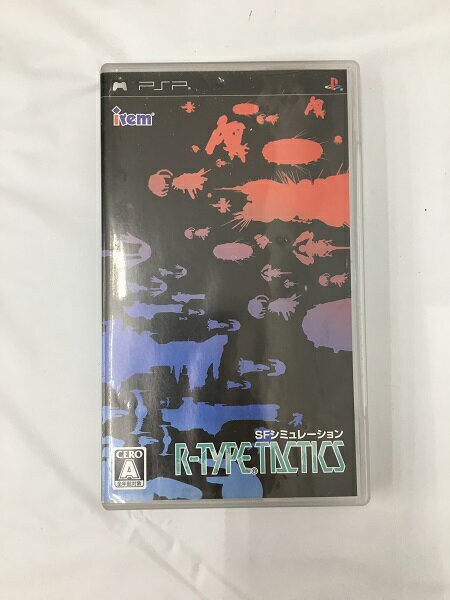 PSP
irem
SFシミュレーション
R-TYPE TACTICS
CERO
A
全年齢対象